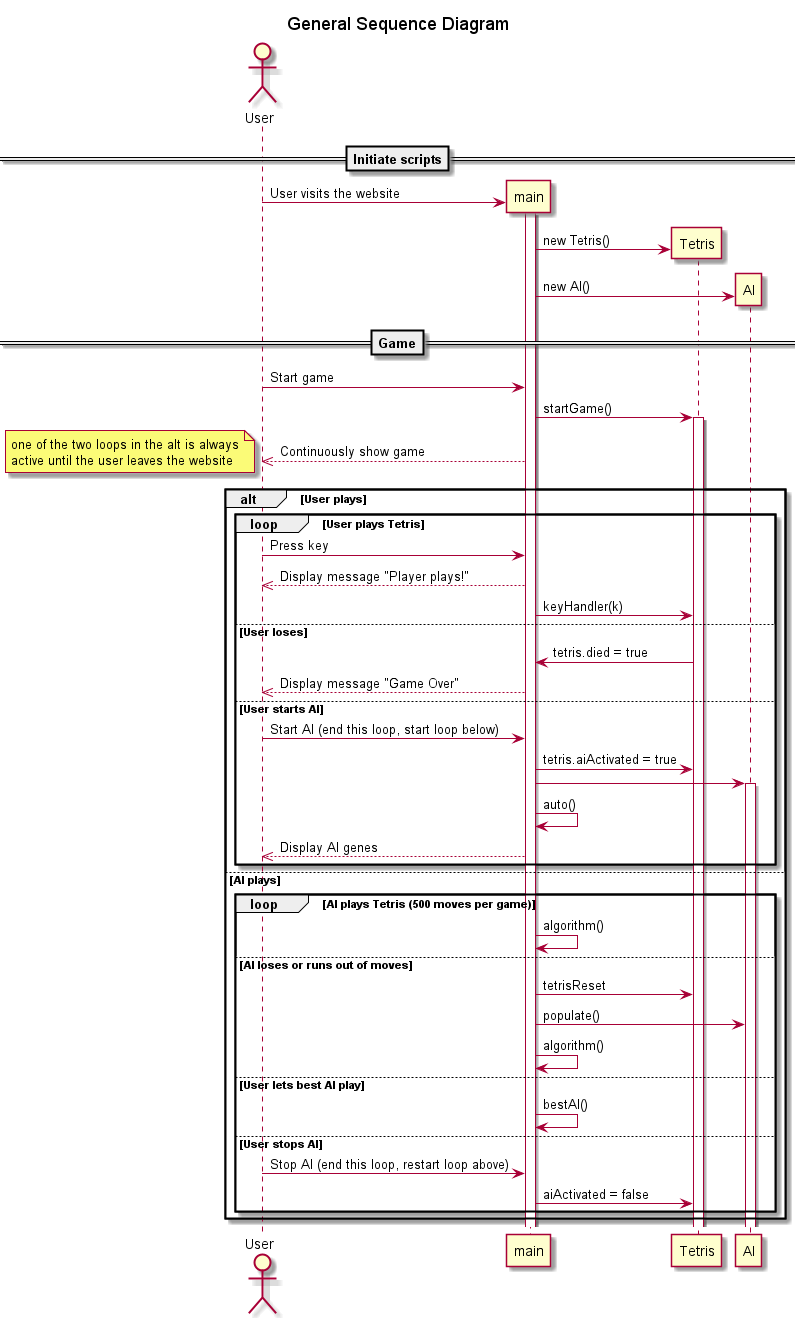 General Sequence Diagram
User
Initiate scripts
User visits the website
main
new Tetris()
Tetris
new AI()
AI
Game
Start game
startGame()
one of the two loops in the alt is always
active until the user leaves the website
Continuously show game
alt [User plays]
loop [User plays Tetris]
Press key
Display message "Player plays!"
keyHandler(k)
[User loses]
tetris.died = true
Display message "Game Over"
[User starts AI]
Start AI (end this loop, start loop below)
tetris.aiActivated = true
auto()
Display AI genes
[AI plays]
loop [AI plays Tetris (500 moves per game)]
algorithm()
[AI loses or runs out of moves]
tetrisReset
populate()
algorithm()
[User lets best AI play]
bestAI()
[User stops AI]
Stop AI (end this loop, restart loop above)
aiActivated = false
User main Tetris AI